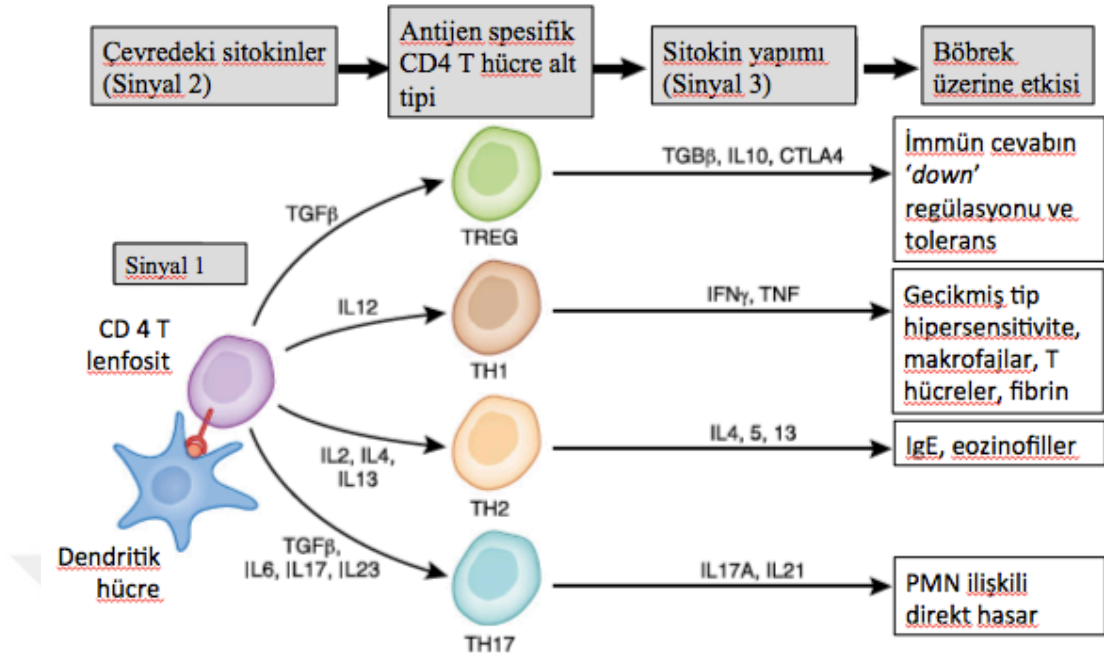 Çevredeki sitokinler
(Sinyal 2)
Antijen spesifik
CD4 T hücre alt
tipi
Sitokin yapımı
(Sinyal 3)
Böbrek
üzerine etkisi
TGFβ
TREG
TGBβ, IL10, CTLA4
İmmün cevabın
‘down’
regülasyonu ve
tolerans
Sinyal 1
CD 4 T
lenfosit
IL12
TH1
IFNγ, TNF
Gecikmiş tip
hipersensitivite,
makrofajlar, T
hücreler, fibrin
IL2, IL4,
IL13
TH2
IL4, 5, 13
IgE, eozinofiller
Dendritik
hücre
TGFβ,
IL6, IL17, IL23
TH17
IL17A, IL21
PMN ilişkili
direkt hasar